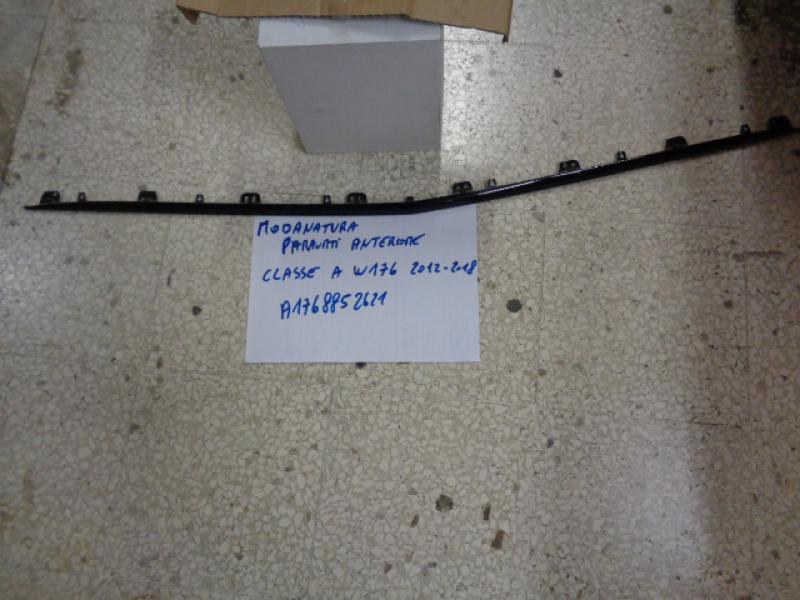 MODANATURA
PARAURTI ANTERIORE
CLASSE A W176 2012-2018
A1768852621